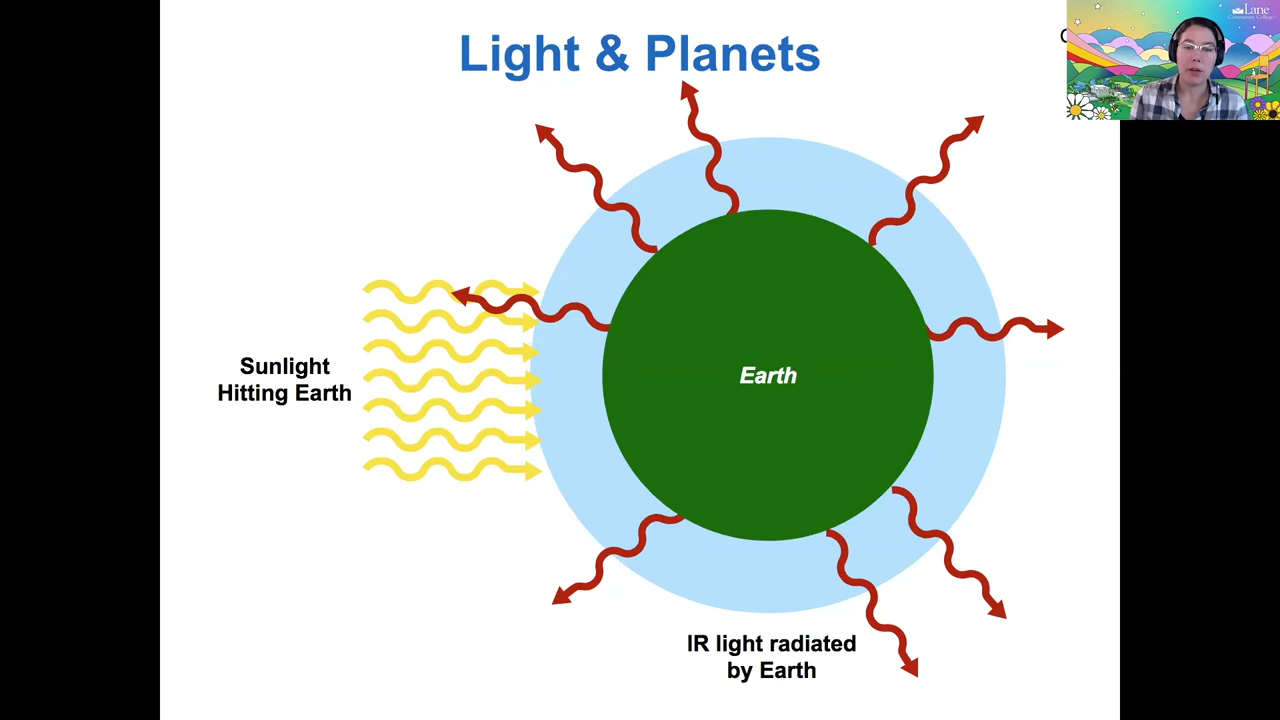 Light & Planets
Lane
Community College
Sunlight
Hitting Earth
Earth
IR light radiated
by Earth